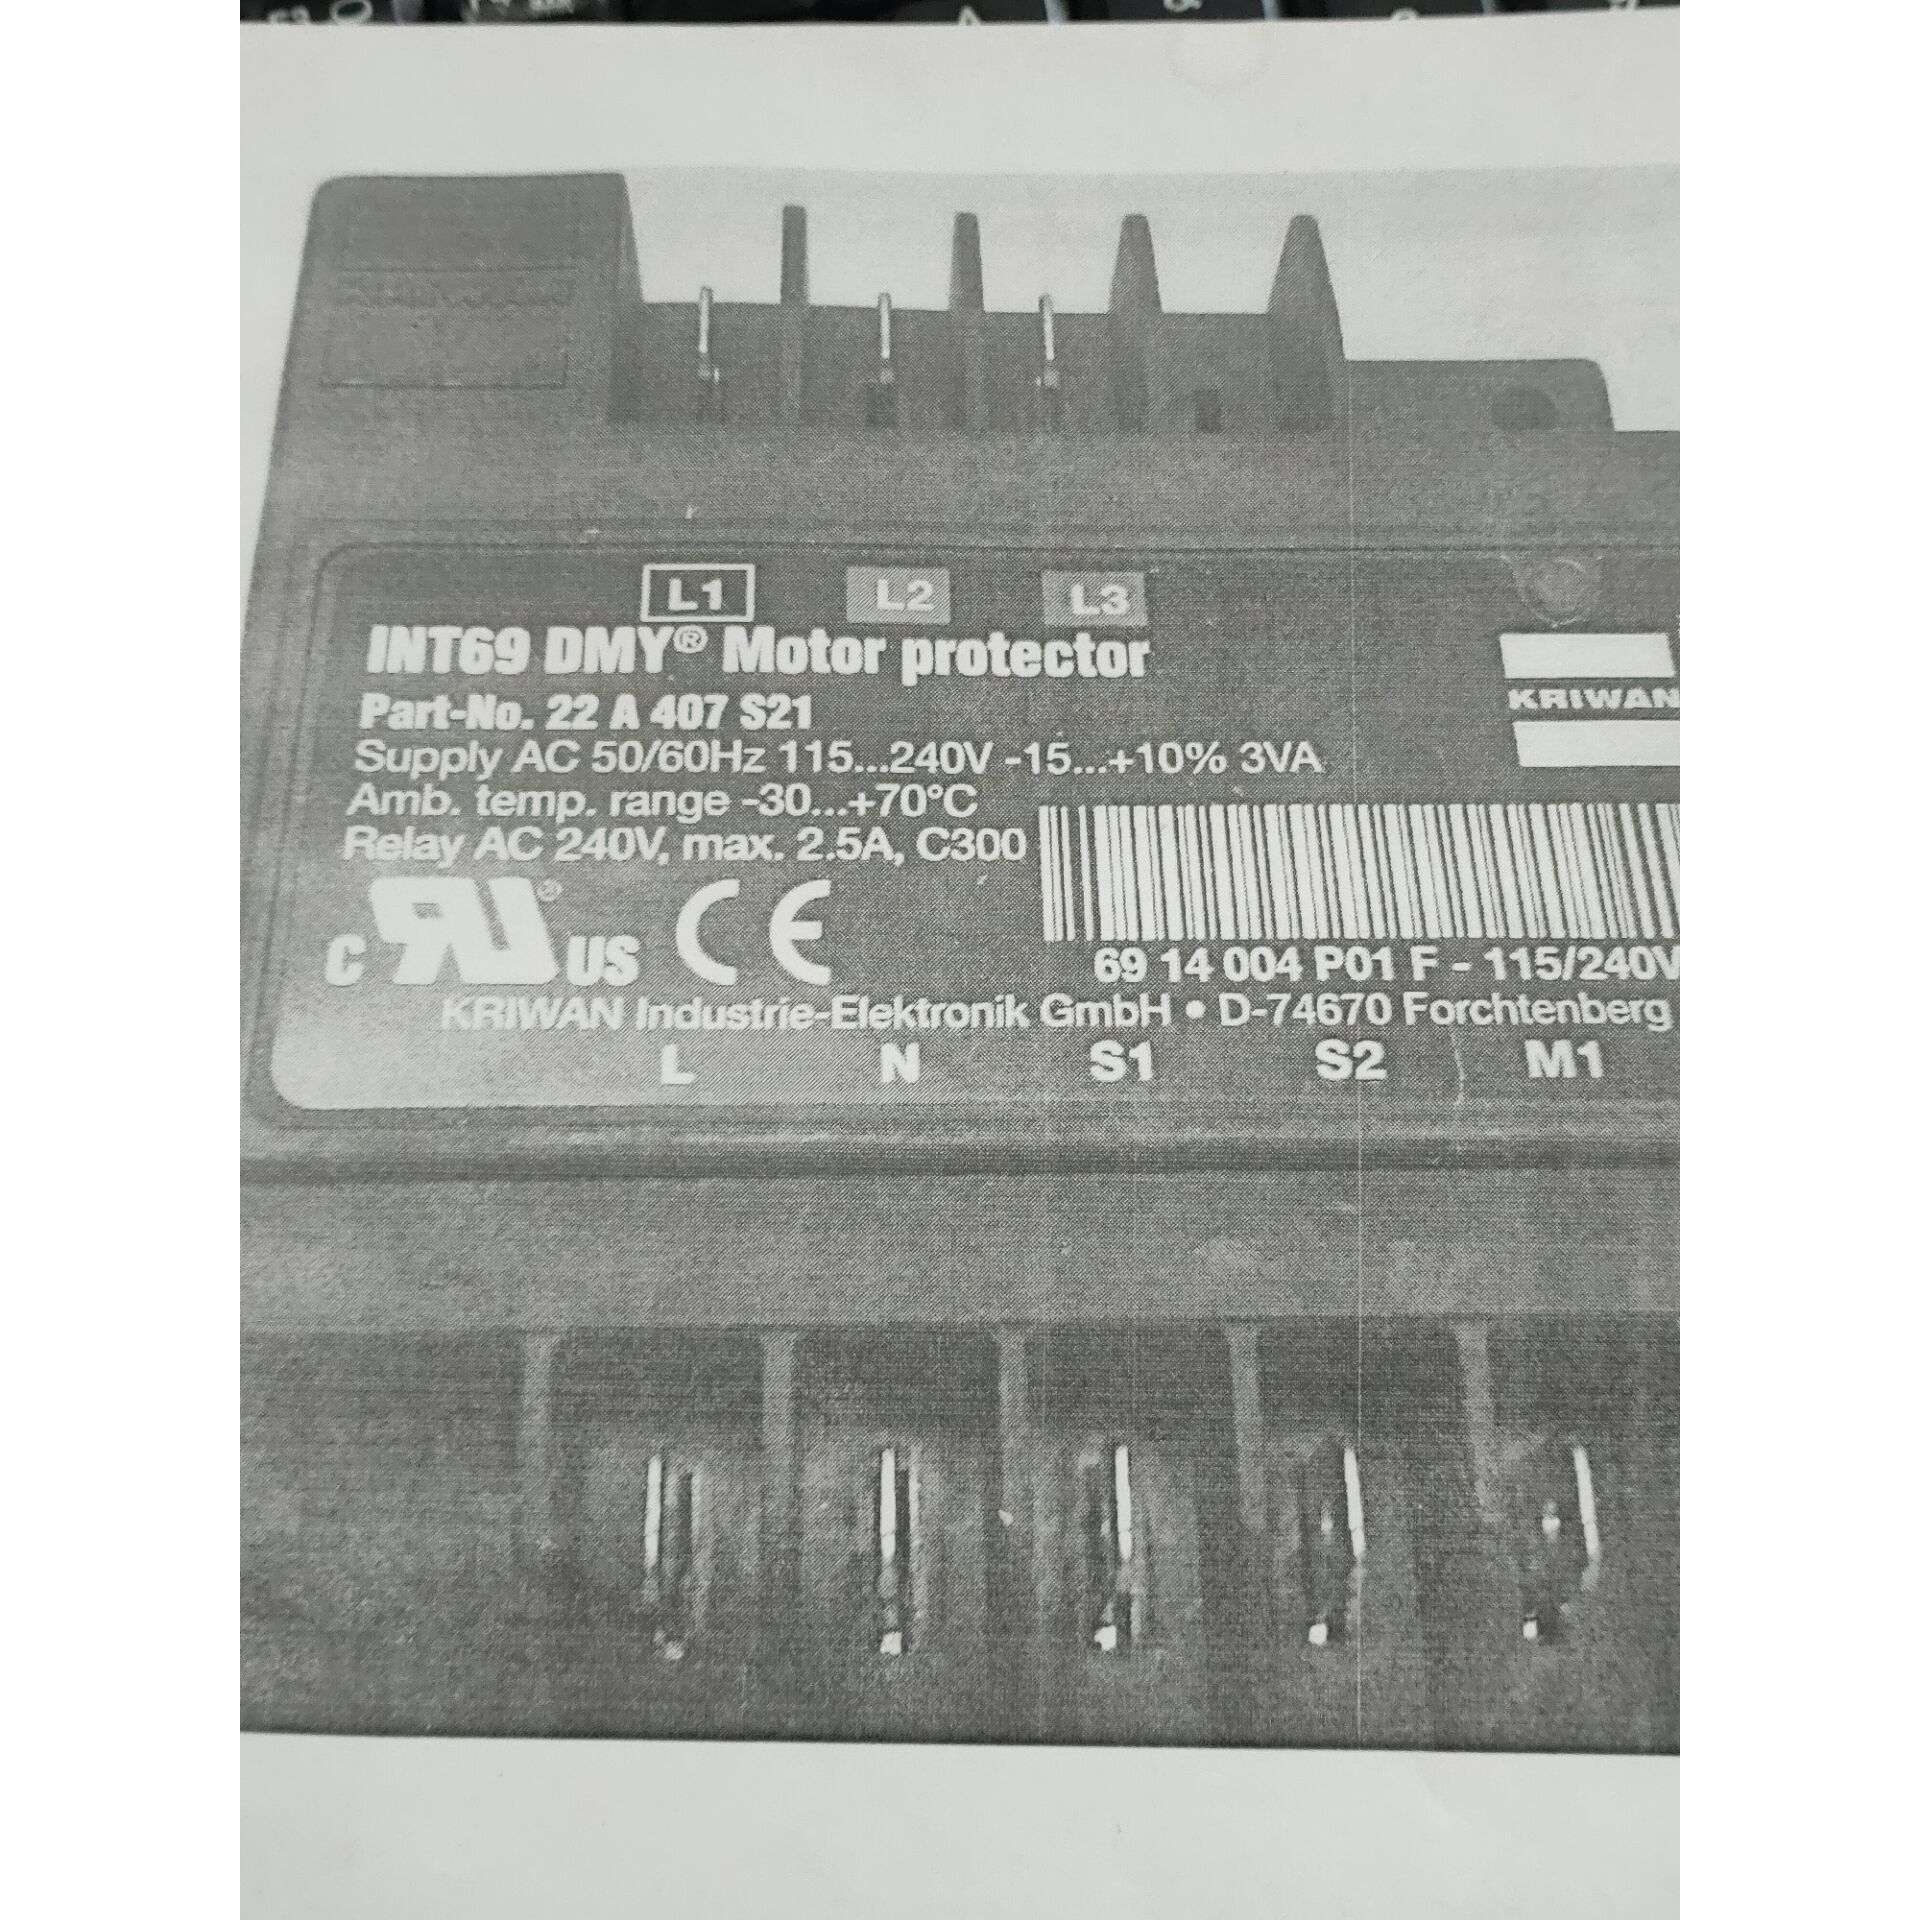 L1 L2 L3
INT69 DMY® Motor protector
Part-No. 22 A 407 S21
KRIWAN
Supply AC 50/60Hz 115...240V -15...+10% 3VA
Amb. temp. range -30...+70°C
Relay AC 240V, max. 2.5A, C300
C RU® US CE
69 14 004 P01 F - 115/240V
KRIWAN Industrie-Elektronik GmbH • D-74670 Forchtenberg
L N S1 S2 M1